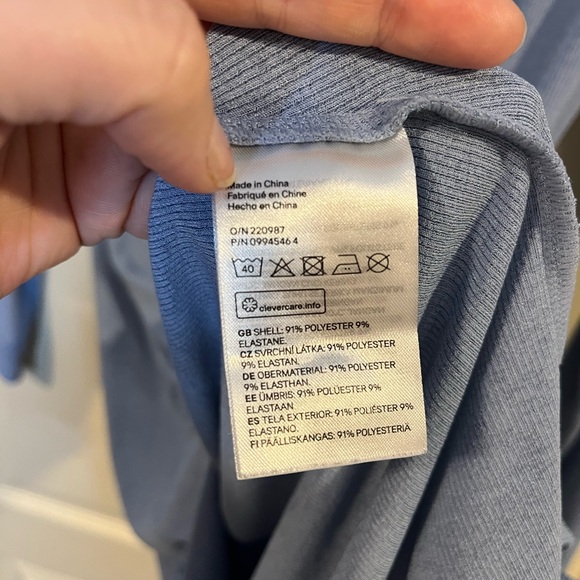 Made in China
Fabriqué en Chine
Hecho en China
O/N 220987
P/N 0994546 4
40
clevercare.info
GB SHELL: 91% POLYESTER 9%
ELASTANE.
CZ SVRCHNÍ LÁTKA: 91% POLYESTER
9% ELASTAN.
DE OBERMATERIAL: 91% POLYESTER
9% ELASTHAN.
EE ÜMBRIS: 91% POLÜESTER 9%
ELASTAAN.
ES TELA EXTERIOR: 91% POLIÉSTER 9%
ELASTANO.
FI PÄÄLLISKANGAS: 91% POLYESTERIÄ